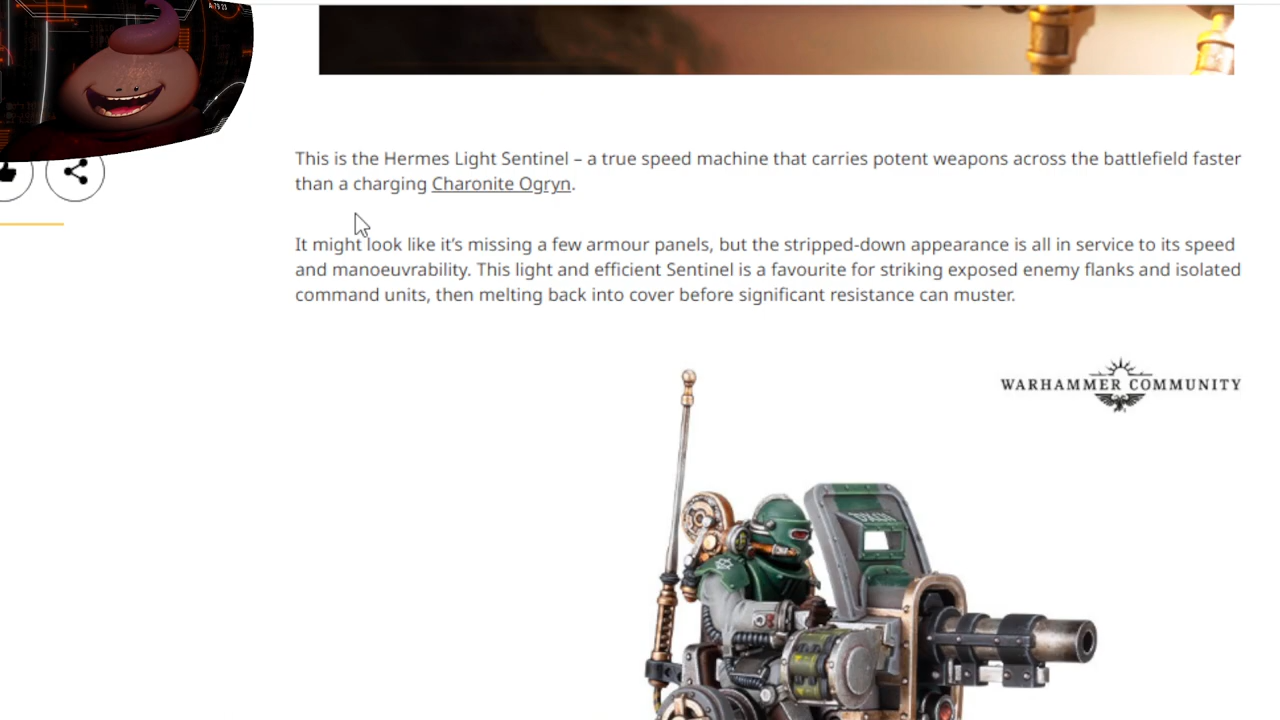 This is the Hermes Light Sentinel – a true speed machine that carries potent weapons across the battlefield faster
than a charging Charonite Ogryn.
It might look like it’s missing a few armour panels, but the stripped-down appearance is all in service to its speed
and manoeuvrability. This light and efficient Sentinel is a favourite for striking exposed enemy flanks and isolated
command units, then melting back into cover before significant resistance can muster.
WARHAMMER COMMUNITY